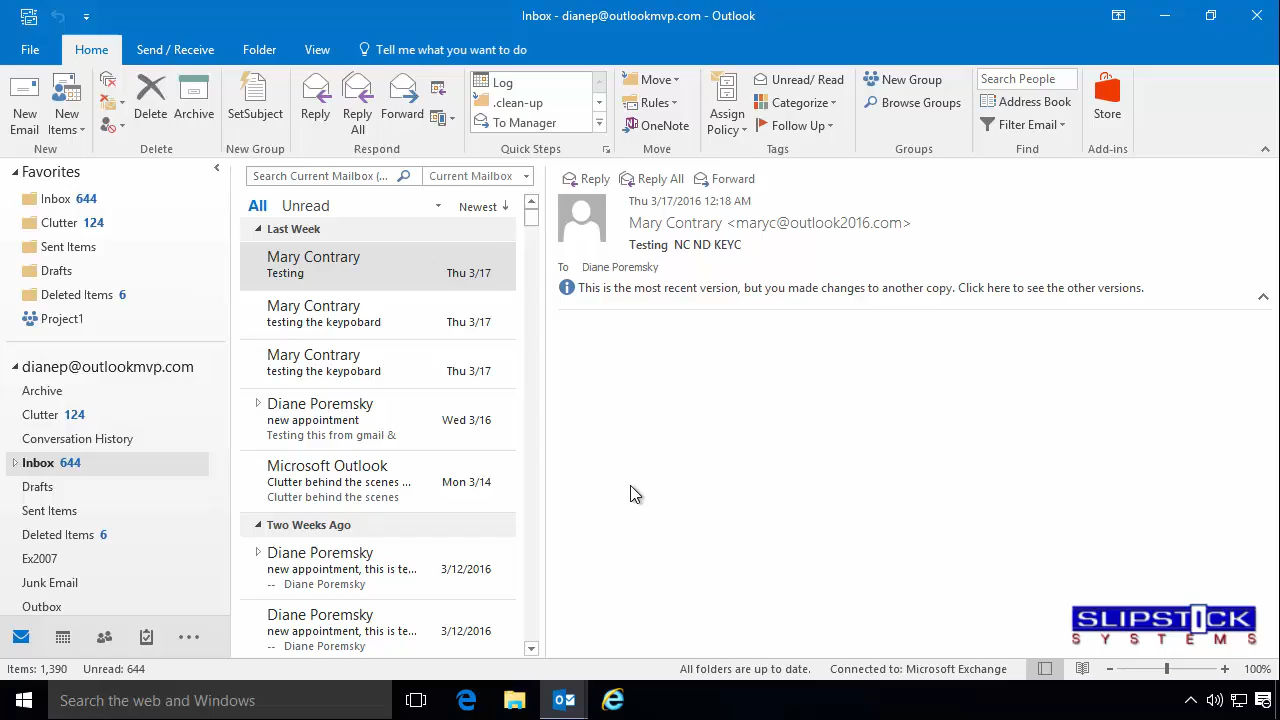 Inbox - dianep@outlookmvp.com - Outlook
File Home Send / Receive Folder View Tell me what you want to do
New Email
New Items
New
Delete
Archive
Delete
SetSubject
New Group
Reply
Reply All
Forward
Respond
Log
.clean-up
To Manager
Quick Steps
Move
Rules
OneNote
Move
Assign Policy
Unread/ Read
Categorize
Follow Up
Tags
New Group
Browse Groups
Groups
Search People
Address Book
Filter Email
Find
Store
Add-ins
Favorites
Inbox 644
Clutter 124
Sent Items
Drafts
Deleted Items 6
Project1
dianep@outlookmvp.com
Archive
Clutter 124
Conversation History
Inbox 644
Drafts
Sent Items
Deleted Items 6
Ex2007
Junk Email
Outbox
Search Current Mailbox (... Current Mailbox
All Unread Newest
Last Week
Mary Contrary
Testing Thu 3/17
Mary Contrary
testing the keypobard Thu 3/17
Mary Contrary
testing the keypobard Thu 3/17
Diane Poremsky
new appointment Wed 3/16
Testing this from gmail &
Microsoft Outlook
Clutter behind the scenes ... Mon 3/14
Clutter behind the scenes
Two Weeks Ago
Diane Poremsky
new appointment, this is te... 3/12/2016
-- Diane Poremsky
Diane Poremsky
new appointment, this is te... 3/12/2016
-- Diane Poremsky
Reply Reply All Forward
Thu 3/17/2016 12:18 AM
Mary Contrary <maryc@outlook2016.com>
Testing NC ND KEYC
To Diane Poremsky
This is the most recent version, but you made changes to another copy. Click here to see the other versions.
SLIPSTICK
SYSTEMS
Items: 1,390 Unread: 644 All folders are up to date. Connected to: Microsoft Exchange 100%
Search the web and Windows